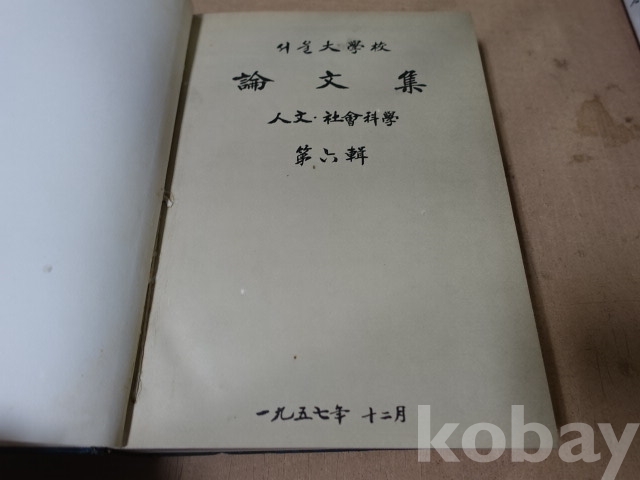 서울大學校
論文集
人文·社會科學
第六輯
一九五七年 十二月
kobay